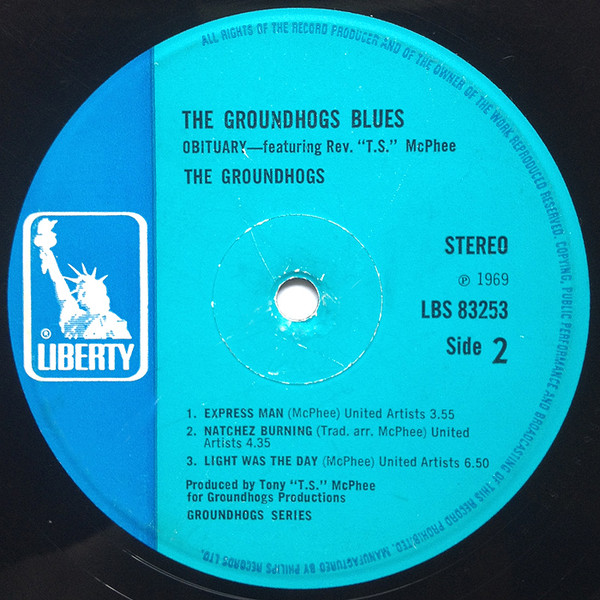 ALL RIGHTS OF THE RECORD PRODUCER AND OF THE OWNER OF THE WORK REPRODUCED RESERVED. COPYING, PUBLIC PERFORMANCE AND BROADCASTING OF THIS RECORD PROHIBITED. MANUFACTURED BY PHILIPS RECORDS LTD.
THE GROUNDHOGS BLUES
OBITUARY—featuring Rev. "T.S." McPhee
THE GROUNDHOGS
STEREO
℗ 1969
LBS 83253
Side 2
®
LIBERTY
1. EXPRESS MAN (McPhee) United Artists 3.55
2. NATCHEZ BURNING (Trad. arr. McPhee) United
Artists 4.35
3. LIGHT WAS THE DAY (McPhee) United Artists 6.50
Produced by Tony "T.S." McPhee
for Groundhogs Productions
GROUNDHOGS SERIES